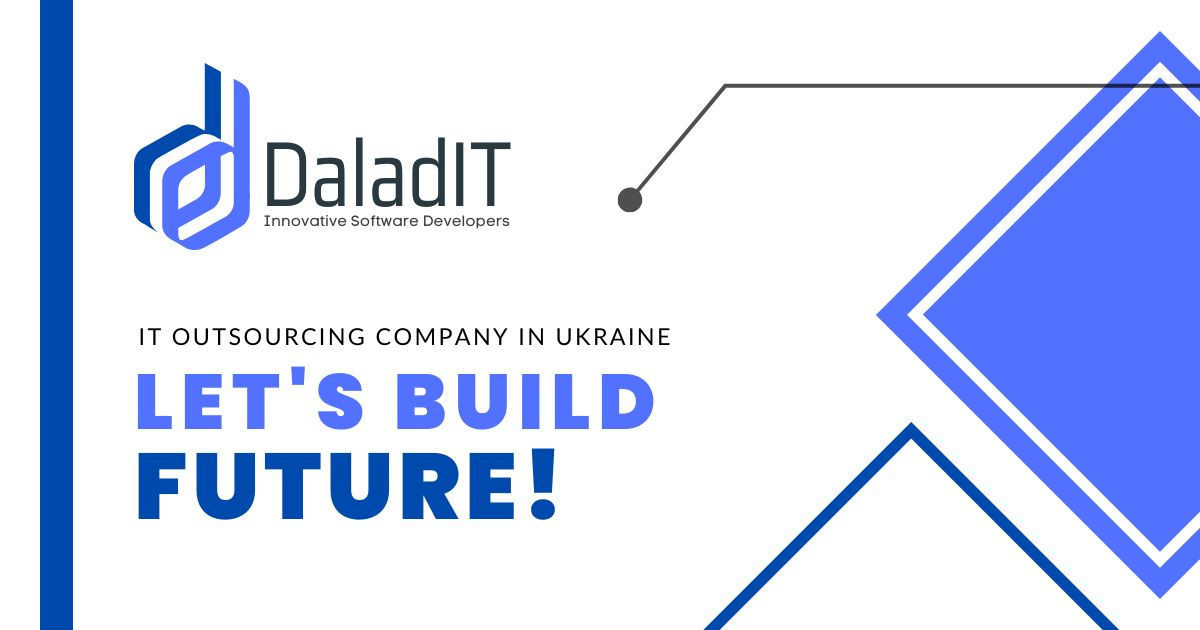 DaladIT
Innovative Software Developers
IT OUTSOURCING COMPANY IN UKRAINE
LET'S BUILD
FUTURE!